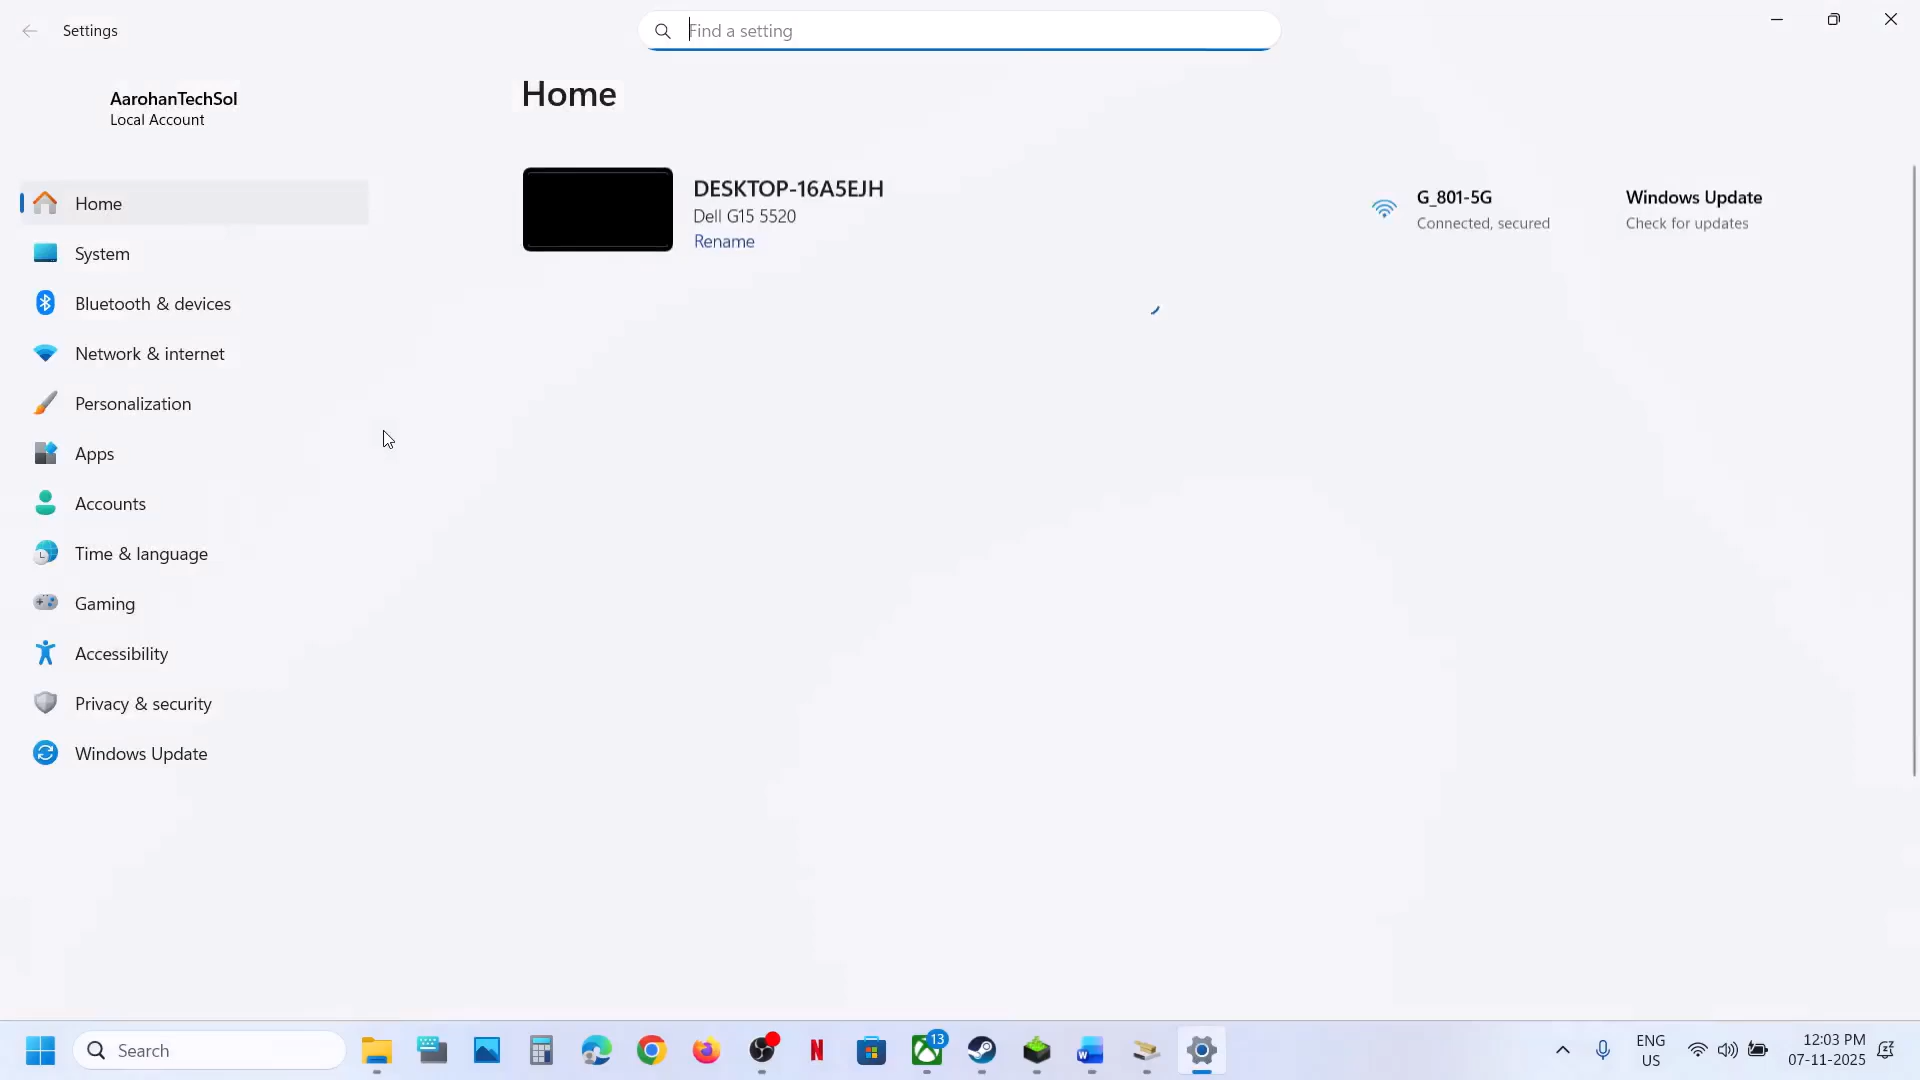 Settings
Find a setting
AarohanTechSol
Local Account
Home
System
Bluetooth & devices
Network & internet
Personalization
Apps
Accounts
Time & language
Gaming
Accessibility
Privacy & security
Windows Update
Home
DESKTOP-16A5EJH
Dell G15 5520
Rename
G_801-5G
Connected, secured
Windows Update
Check for updates
Search
13
ENG
US
12:03 PM
07-11-2025